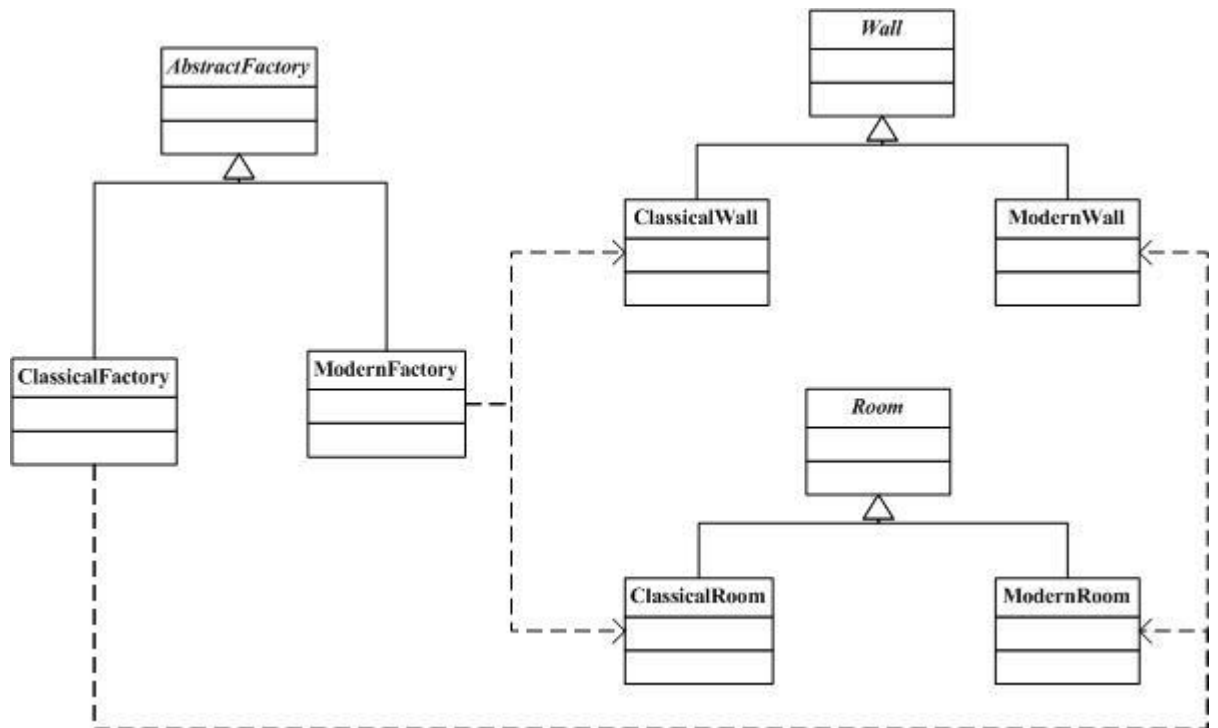 Wall
AbstractFactory
ClassicalWall
ModernWall
ClassicalFactory
ModernFactory
Room
ClassicalRoom
ModernRoom